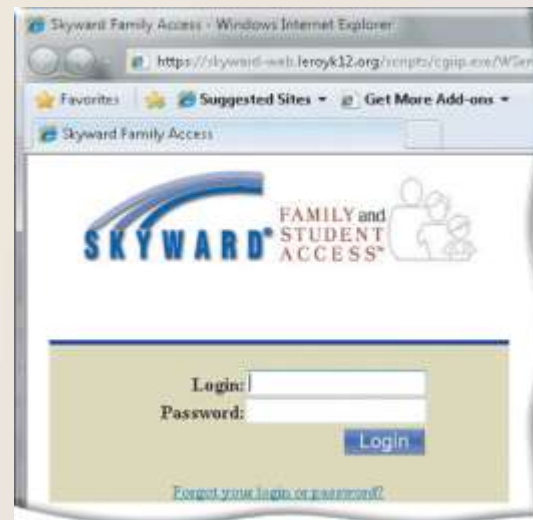 Skyward Family Access - Windows Internet Explorer
https://skyward-web.leroyk12.org/scripts/cgiip.exe/WSer
Favorites Suggested Sites Get More Add-ons
Skyward Family Access
SKYWARD® FAMILY and
STUDENT
ACCESS™
Login:
Password:
Login
Forgot your login or password?